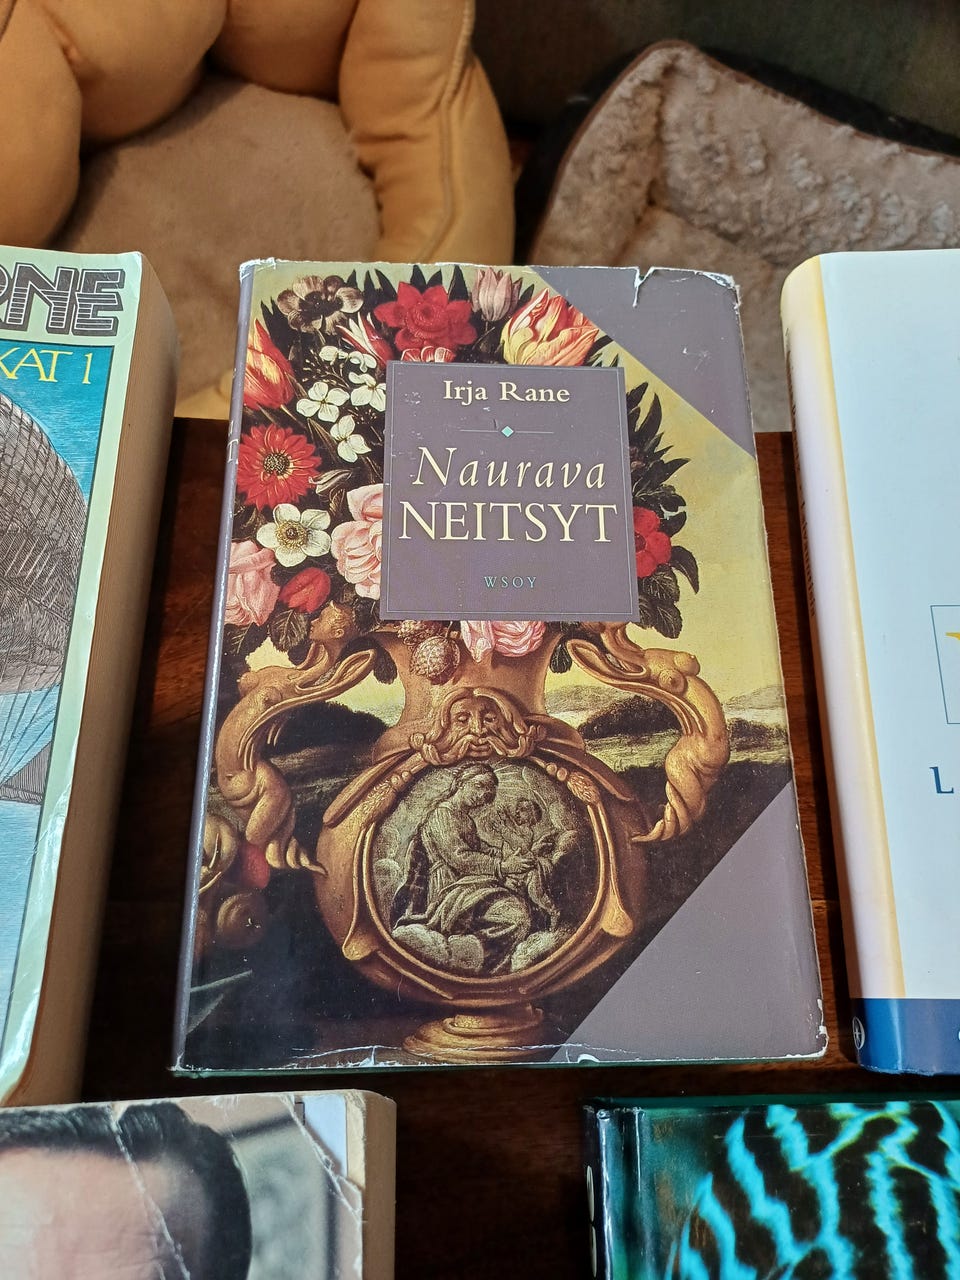 KAT 1
Irja Rane
Naurava
NEITSYT
WSOY
L